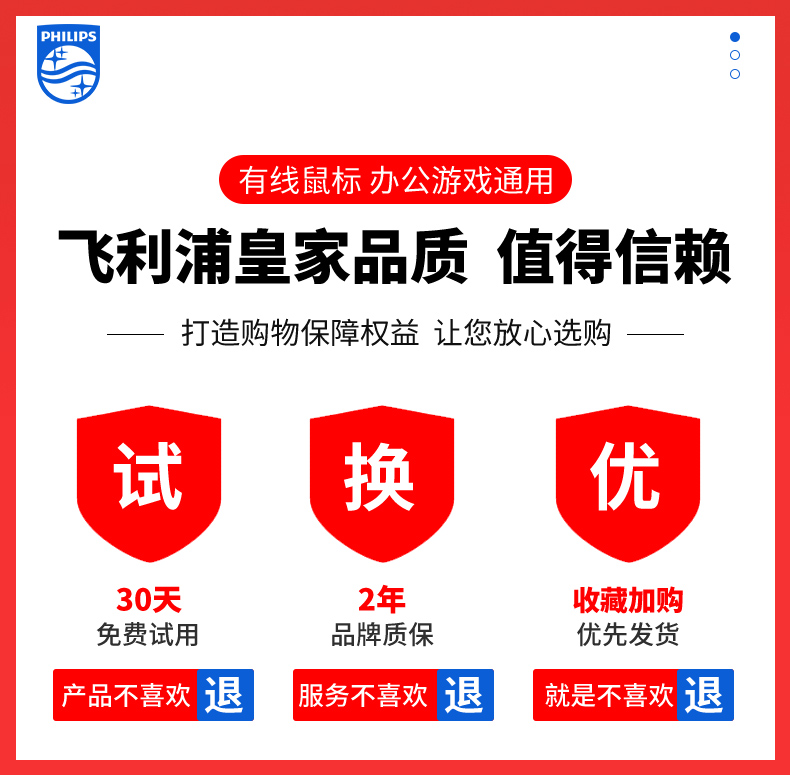 PHILIPS
有线鼠标 办公游戏通用
飞利浦皇家品质 值得信赖
打造购物保障权益 让您放心选购
试 换 优
30天 2年 收藏加购
免费试用 品牌质保 优先发货
产品不喜欢 退 服务不喜欢 退 就是不喜欢 退